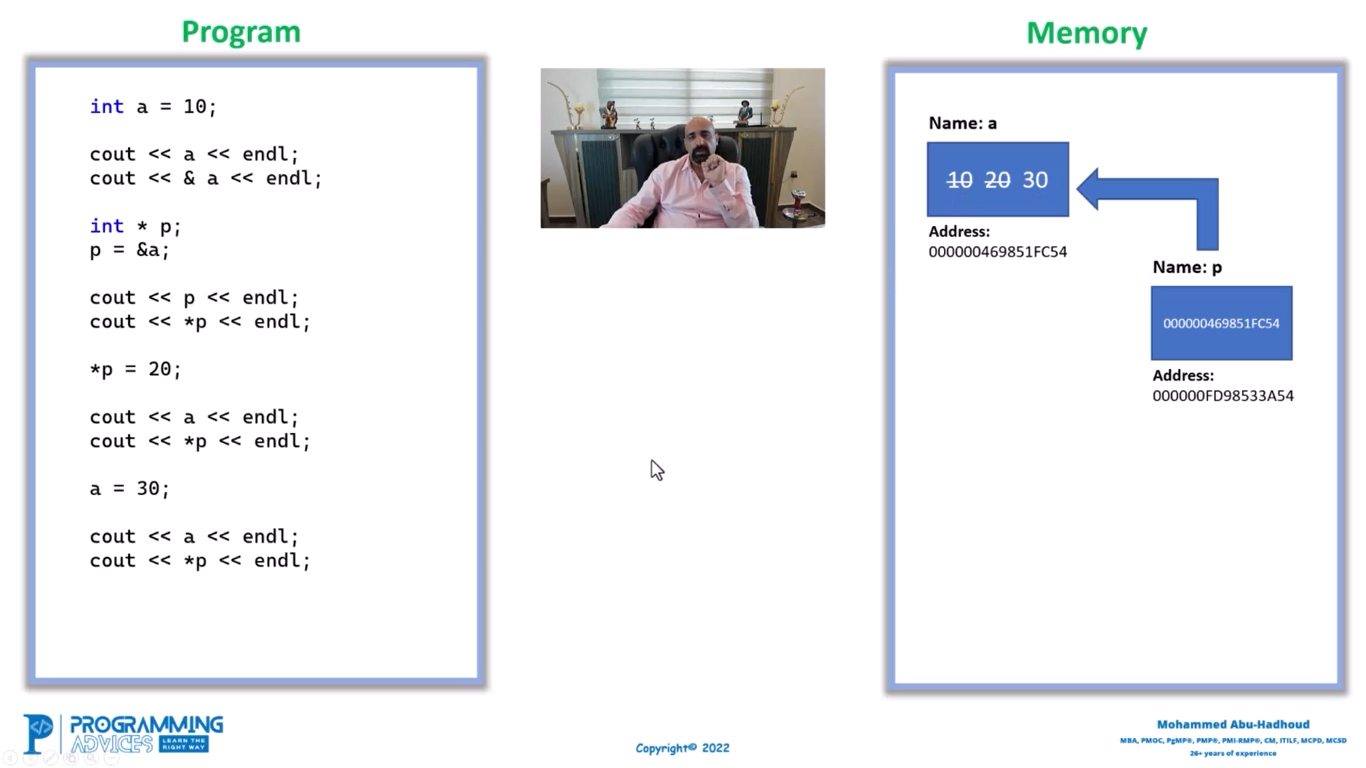 Program
int a = 10;
cout << a << endl;
cout << & a << endl;
int * p;
p = &a;
cout << p << endl;
cout << *p << endl;
*p = 20;
cout << a << endl;
cout << *p << endl;
a = 30;
cout << a << endl;
cout << *p << endl;
Memory
Name: a
10 20 30
Address:
000000469851FC54
Name: p
000000469851FC54
Address:
000000FD98533A54
PROGRAMMING
ADVICES
LEARN THE
RIGHT WAY
Copyright© 2022
Mohammed Abu-Hadhoud
MBA, PMOC, PgMP®, PMP®, PMI-RMP®, CM, ITILF, MCPD, MCSD
26+ years of experience